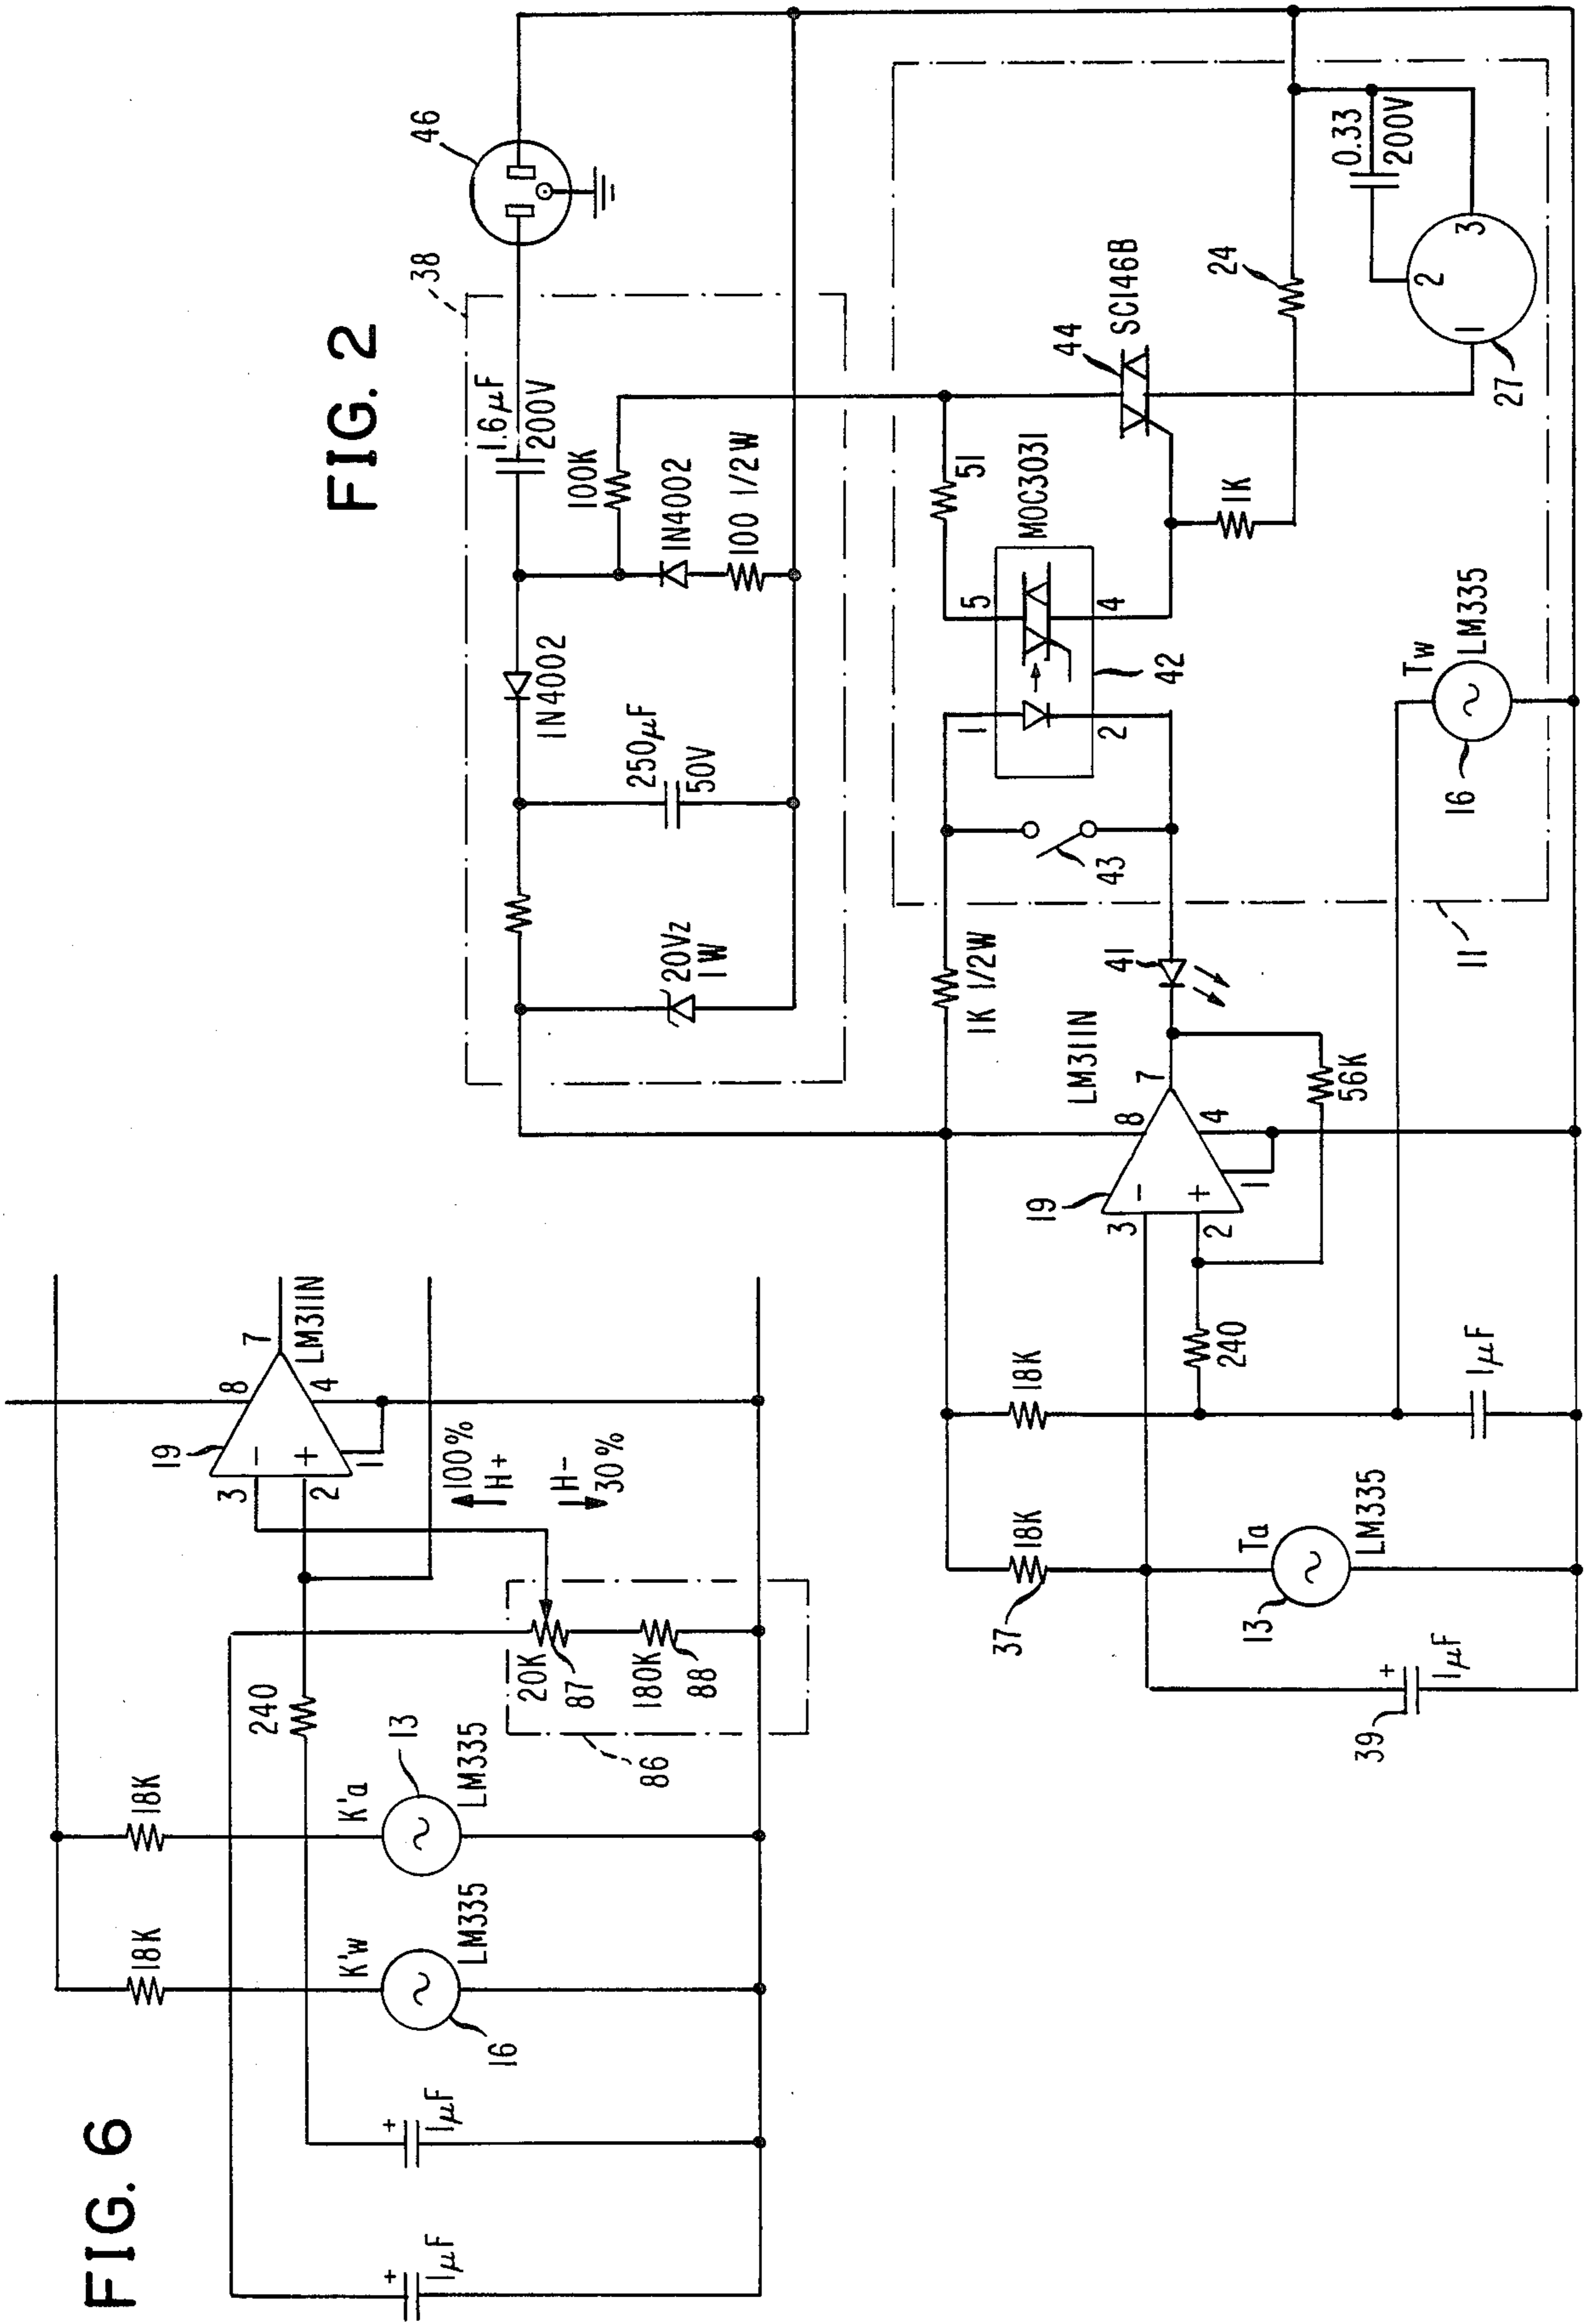 FIG. 2
46
38
1.6 µF
200V
100K
1N4002
100 1/2W
1N4002
250µF
50V
20Vz
1W
44
SC146B
51
MOC3031
5
4
1
2
42
43
1K
24
0.33
200V
1
2
3
27
Tw
LM335
16
11
1K 1/2W
41
LM311N
7
8
4
1
19
3
-
+
2
56K
240
18K
1µF
37
18K
Ta
LM335
13
39
+
1µF
FIG. 6
LM311N
7
8
4
1
19
3
-
+
2
100%
H+
H-
30%
240
20K
87
180K
88
86
18K
K'a
13
LM335
18K
K'w
LM335
16
+
1µF
+
1µF